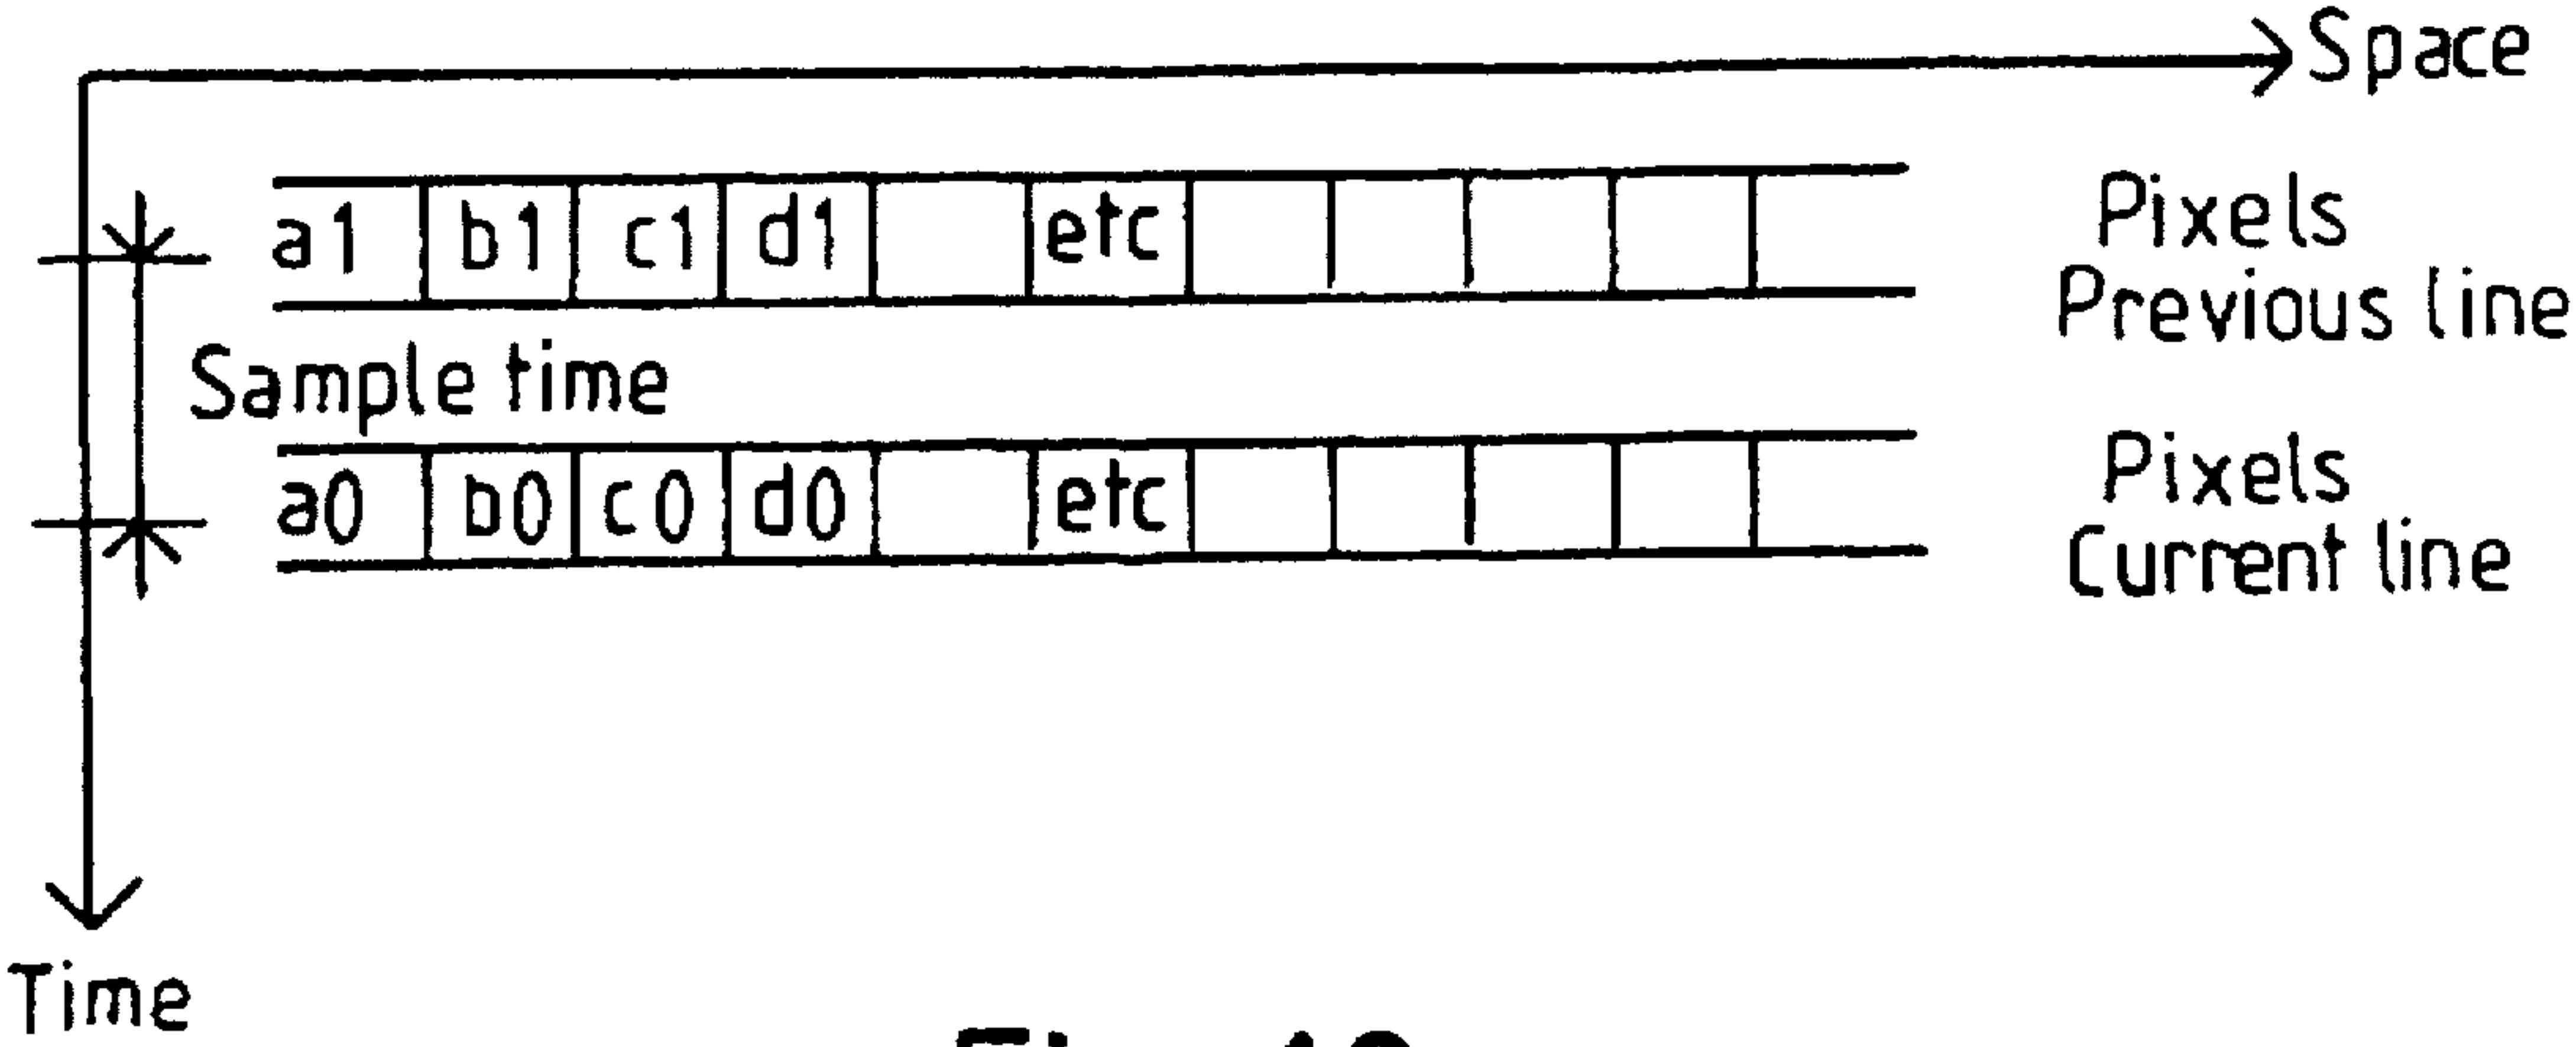 Space
a1 b1 c1 d1 etc
Pixels
Previous line
Sample time
a0 b0 c0 d0 etc
Pixels
Current line
Time